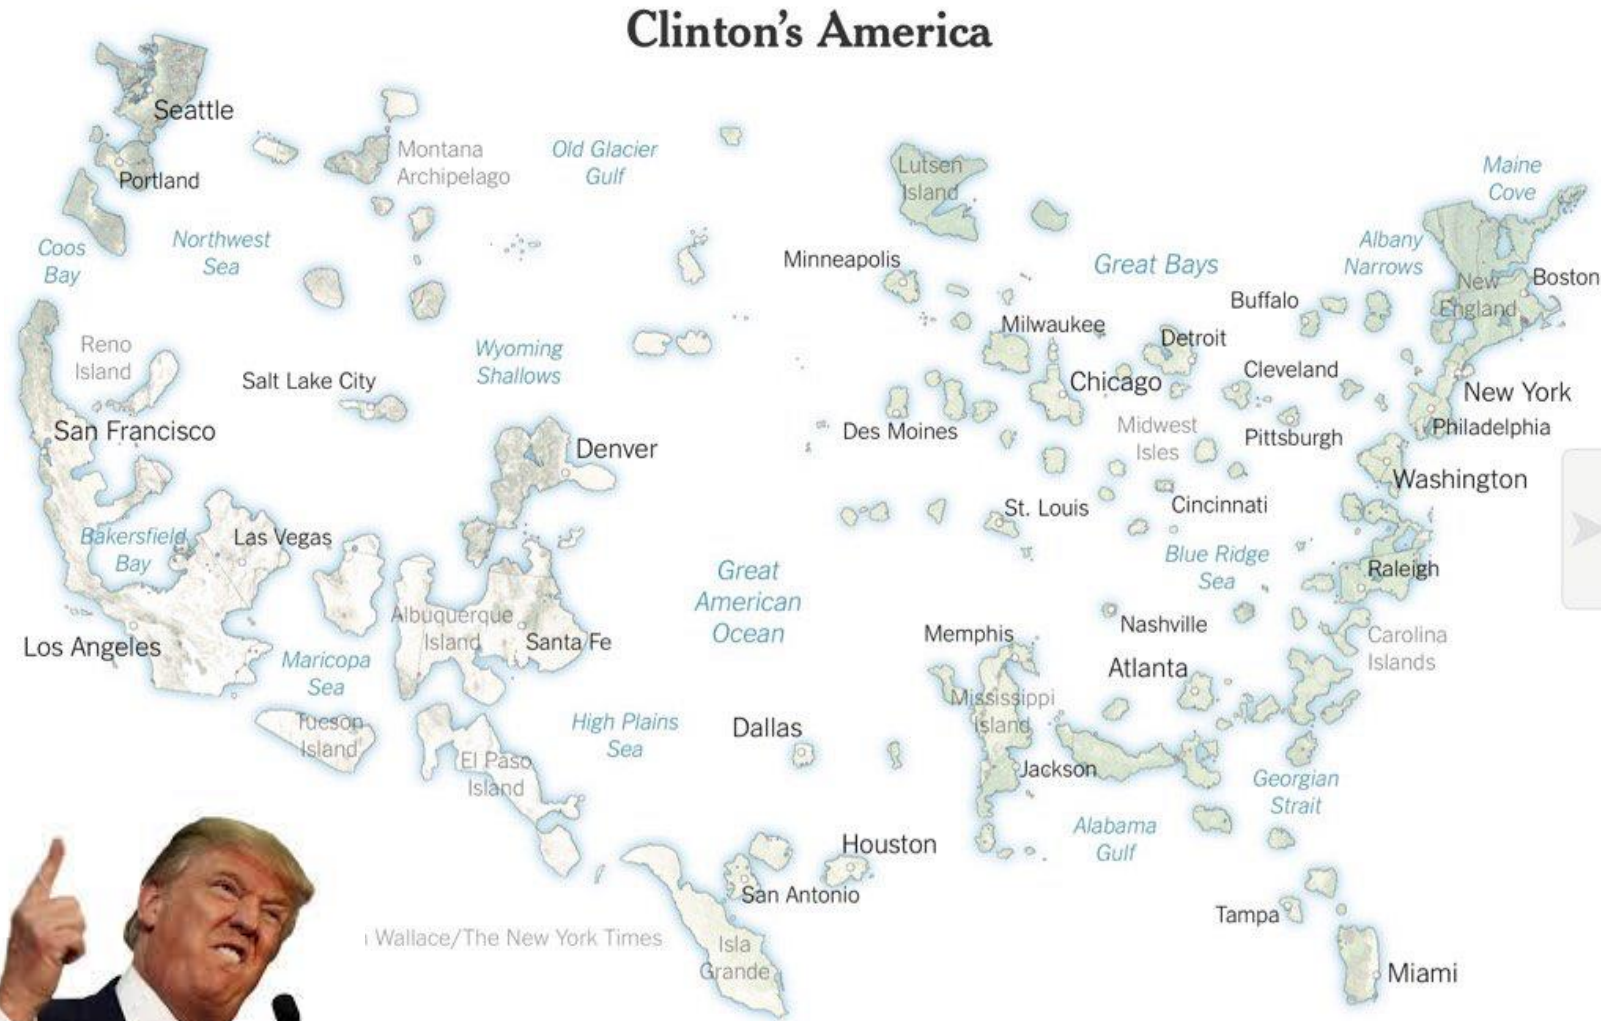 Clinton's America
Seattle
Portland
Montana
Archipelago
Old Glacier
Gulf
Lutsen
Island
Maine
Cove
Coos
Bay
Northwest
Sea
Minneapolis
Great Bays
Albany
Narrows
New
England
Boston
Buffalo
Reno
Island
Wyoming
Shallows
Milwaukee
Detroit
Salt Lake City
Chicago
Cleveland
New York
San Francisco
Denver
Des Moines
Midwest
Isles
Pittsburgh
Philadelphia
Washington
Bakersfield
Bay
Las Vegas
St. Louis
Cincinnati
Great
American
Ocean
Blue Ridge
Sea
Raleigh
Los Angeles
Albuquerque
Island
Santa Fe
Memphis
Nashville
Carolina
Islands
Maricopa
Sea
Atlanta
Tucson
Island
High Plains
Sea
Dallas
Mississippi
Island
El Paso
Island
Jackson
Georgian
Strait
Alabama
Gulf
Houston
San Antonio
Tampa
Wallace/The New York Times
Isla
Grande
Miami